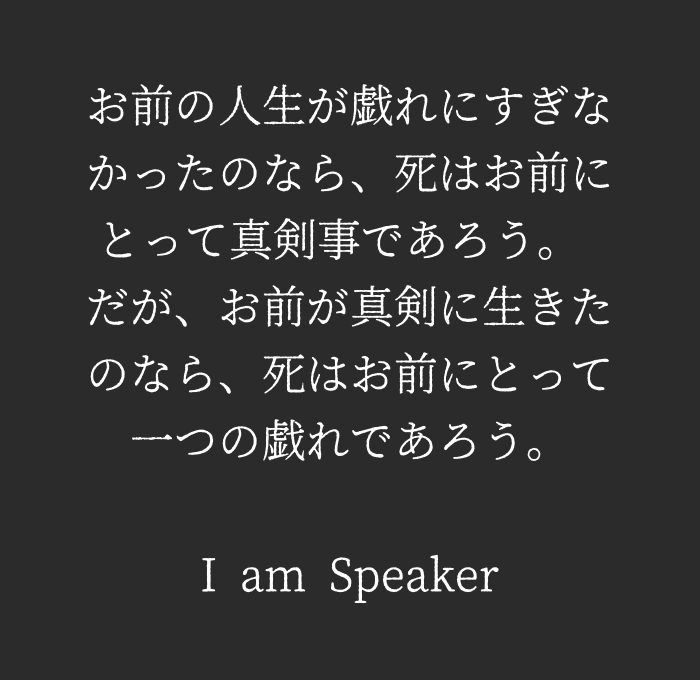 お前の人生が戯れにすぎな
かったのなら、死はお前に
とって真剣事であろう。
だが、お前が真剣に生きた
のなら、死はお前にとって
一つの戯れであろう。
I am Speaker